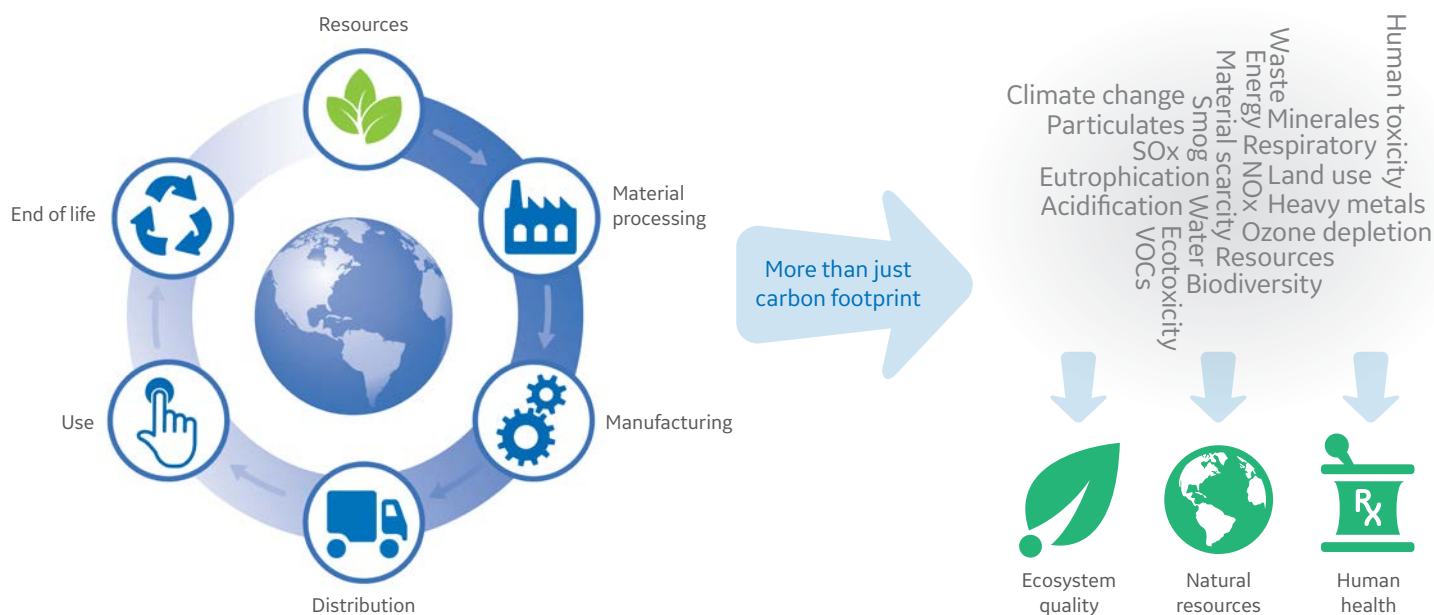 Resources
Material
processing
Manufacturing
Distribution
Use
End of life
More than just
carbon footprint
Climate change
Particulates
SOx
Eutrophication
Acidification
VOCs
Ecotoxicity
Smog
Water
Material scarcity
Energy
NOx
Waste
Minerales
Respiratory
Land use
Heavy metals
Ozone depletion
Resources
Biodiversity
Human toxicity
Rx
Ecosystem
quality
Natural
resources
Human
health